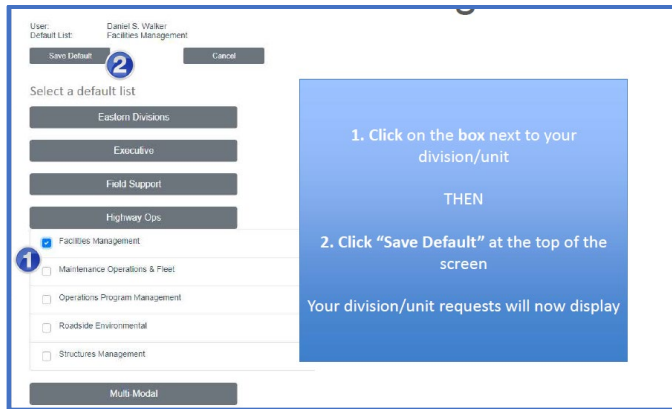 User: Daniel S. Walker
Default List: Facilities Management
Save Default
Cancel
2
Select a default list
Eastern Divisions
Executive
Field Support
Highway Ops
Facilities Management
1
Maintenance Operations & Fleet
Operations Program Management
Roadside Environmental
Structures Management
Multi-Modal
1. Click on the box next to your
division/unit
THEN
2. Click “Save Default” at the top of the
screen
Your division/unit requests will now display